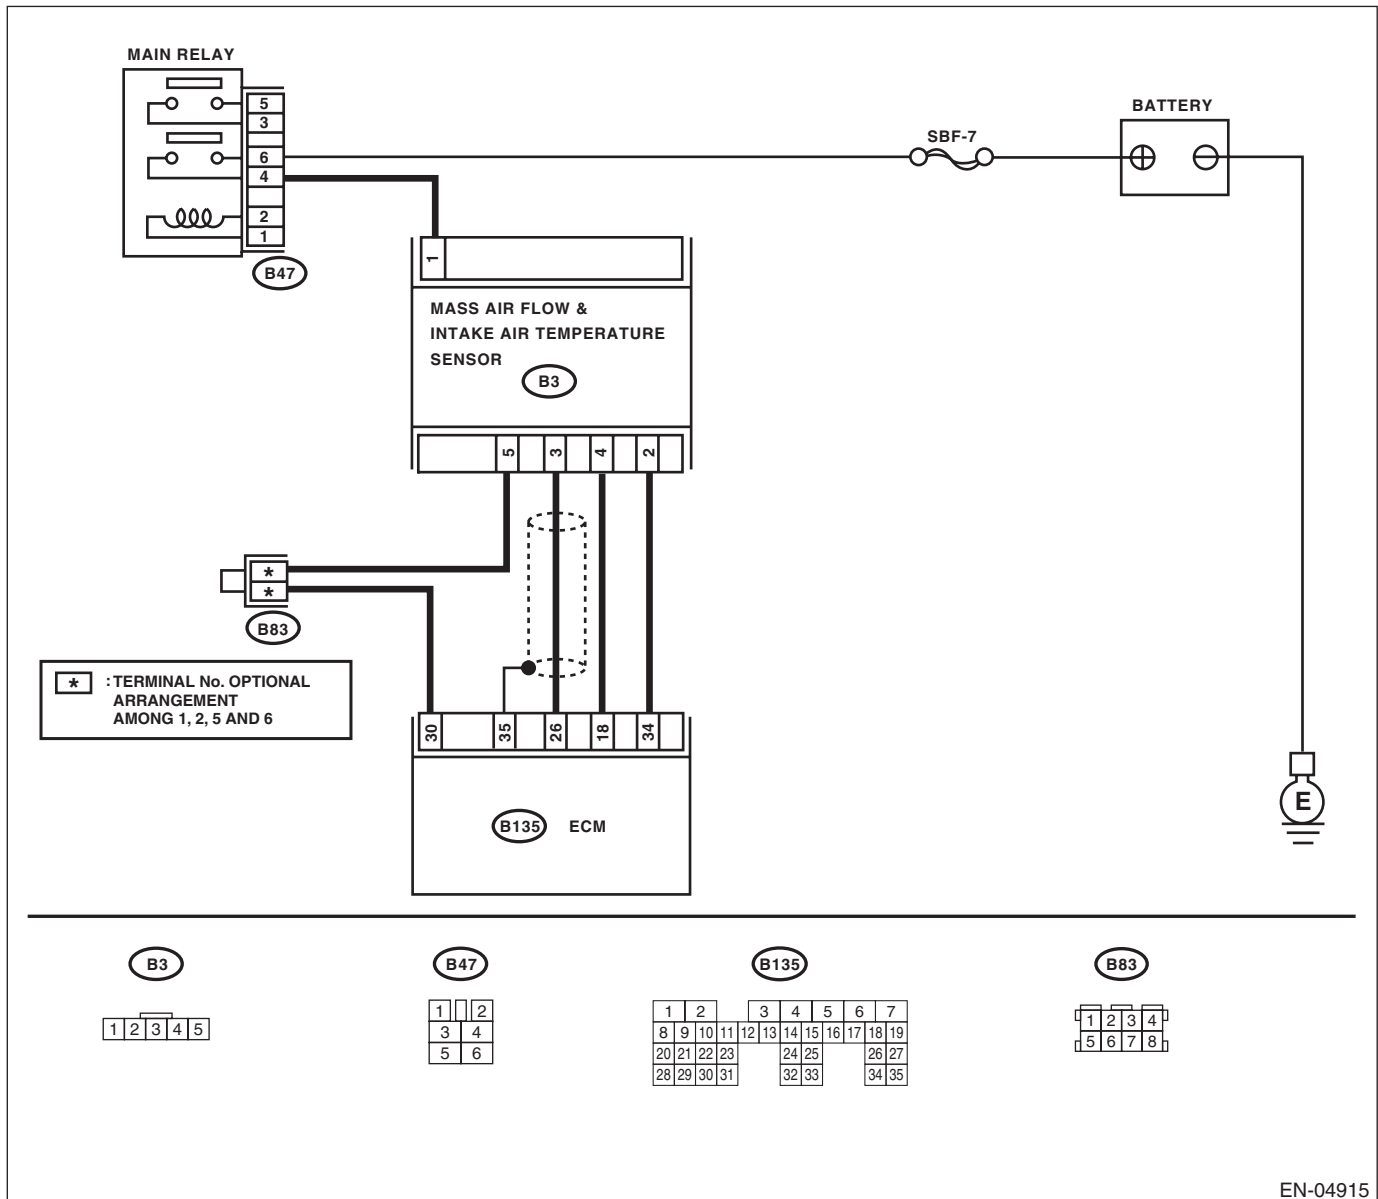 MAIN RELAY
5
3
6
4
2
1
B47
SBF-7
BATTERY
1
MASS AIR FLOW &
INTAKE AIR TEMPERATURE
SENSOR
B3
5 3 4 2
*
*
B83
* : TERMINAL No. OPTIONAL
ARRANGEMENT
AMONG 1, 2, 5 AND 6
30 35 26 18 34
B135 ECM
E
B3
1 2 3 4 5
B47
1 2
3 4
5 6
B135
1 2 3 4 5 6 7
8 9 10 11 12 13 14 15 16 17 18 19
20 21 22 23 24 25 26 27
28 29 30 31 32 33 34 35
B83
1 2 3 4
5 6 7 8
EN-04915